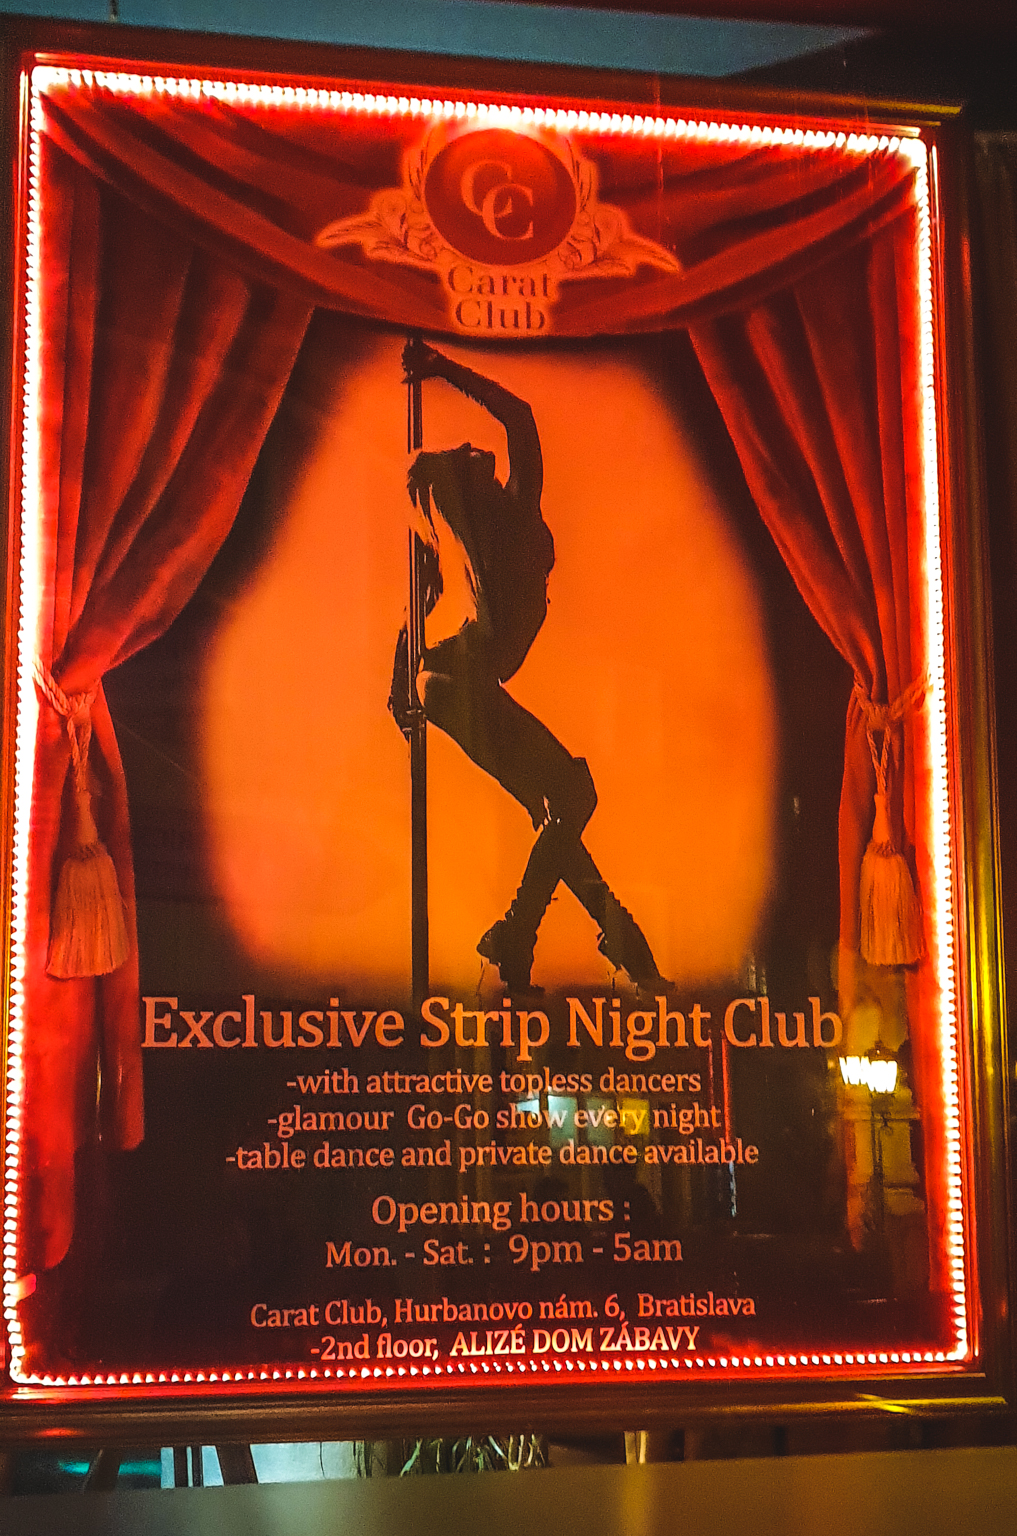 CC
Carat
Club
Exclusive Strip Night Club
-with attractive topless dancers
-glamour Go-Go show every night
-table dance and private dance available
Opening hours :
Mon. - Sat. : 9pm - 5am
Carat Club, Hurbanovo nám. 6, Bratislava
-2nd floor, ALIZÉ DOM ZÁBAVY